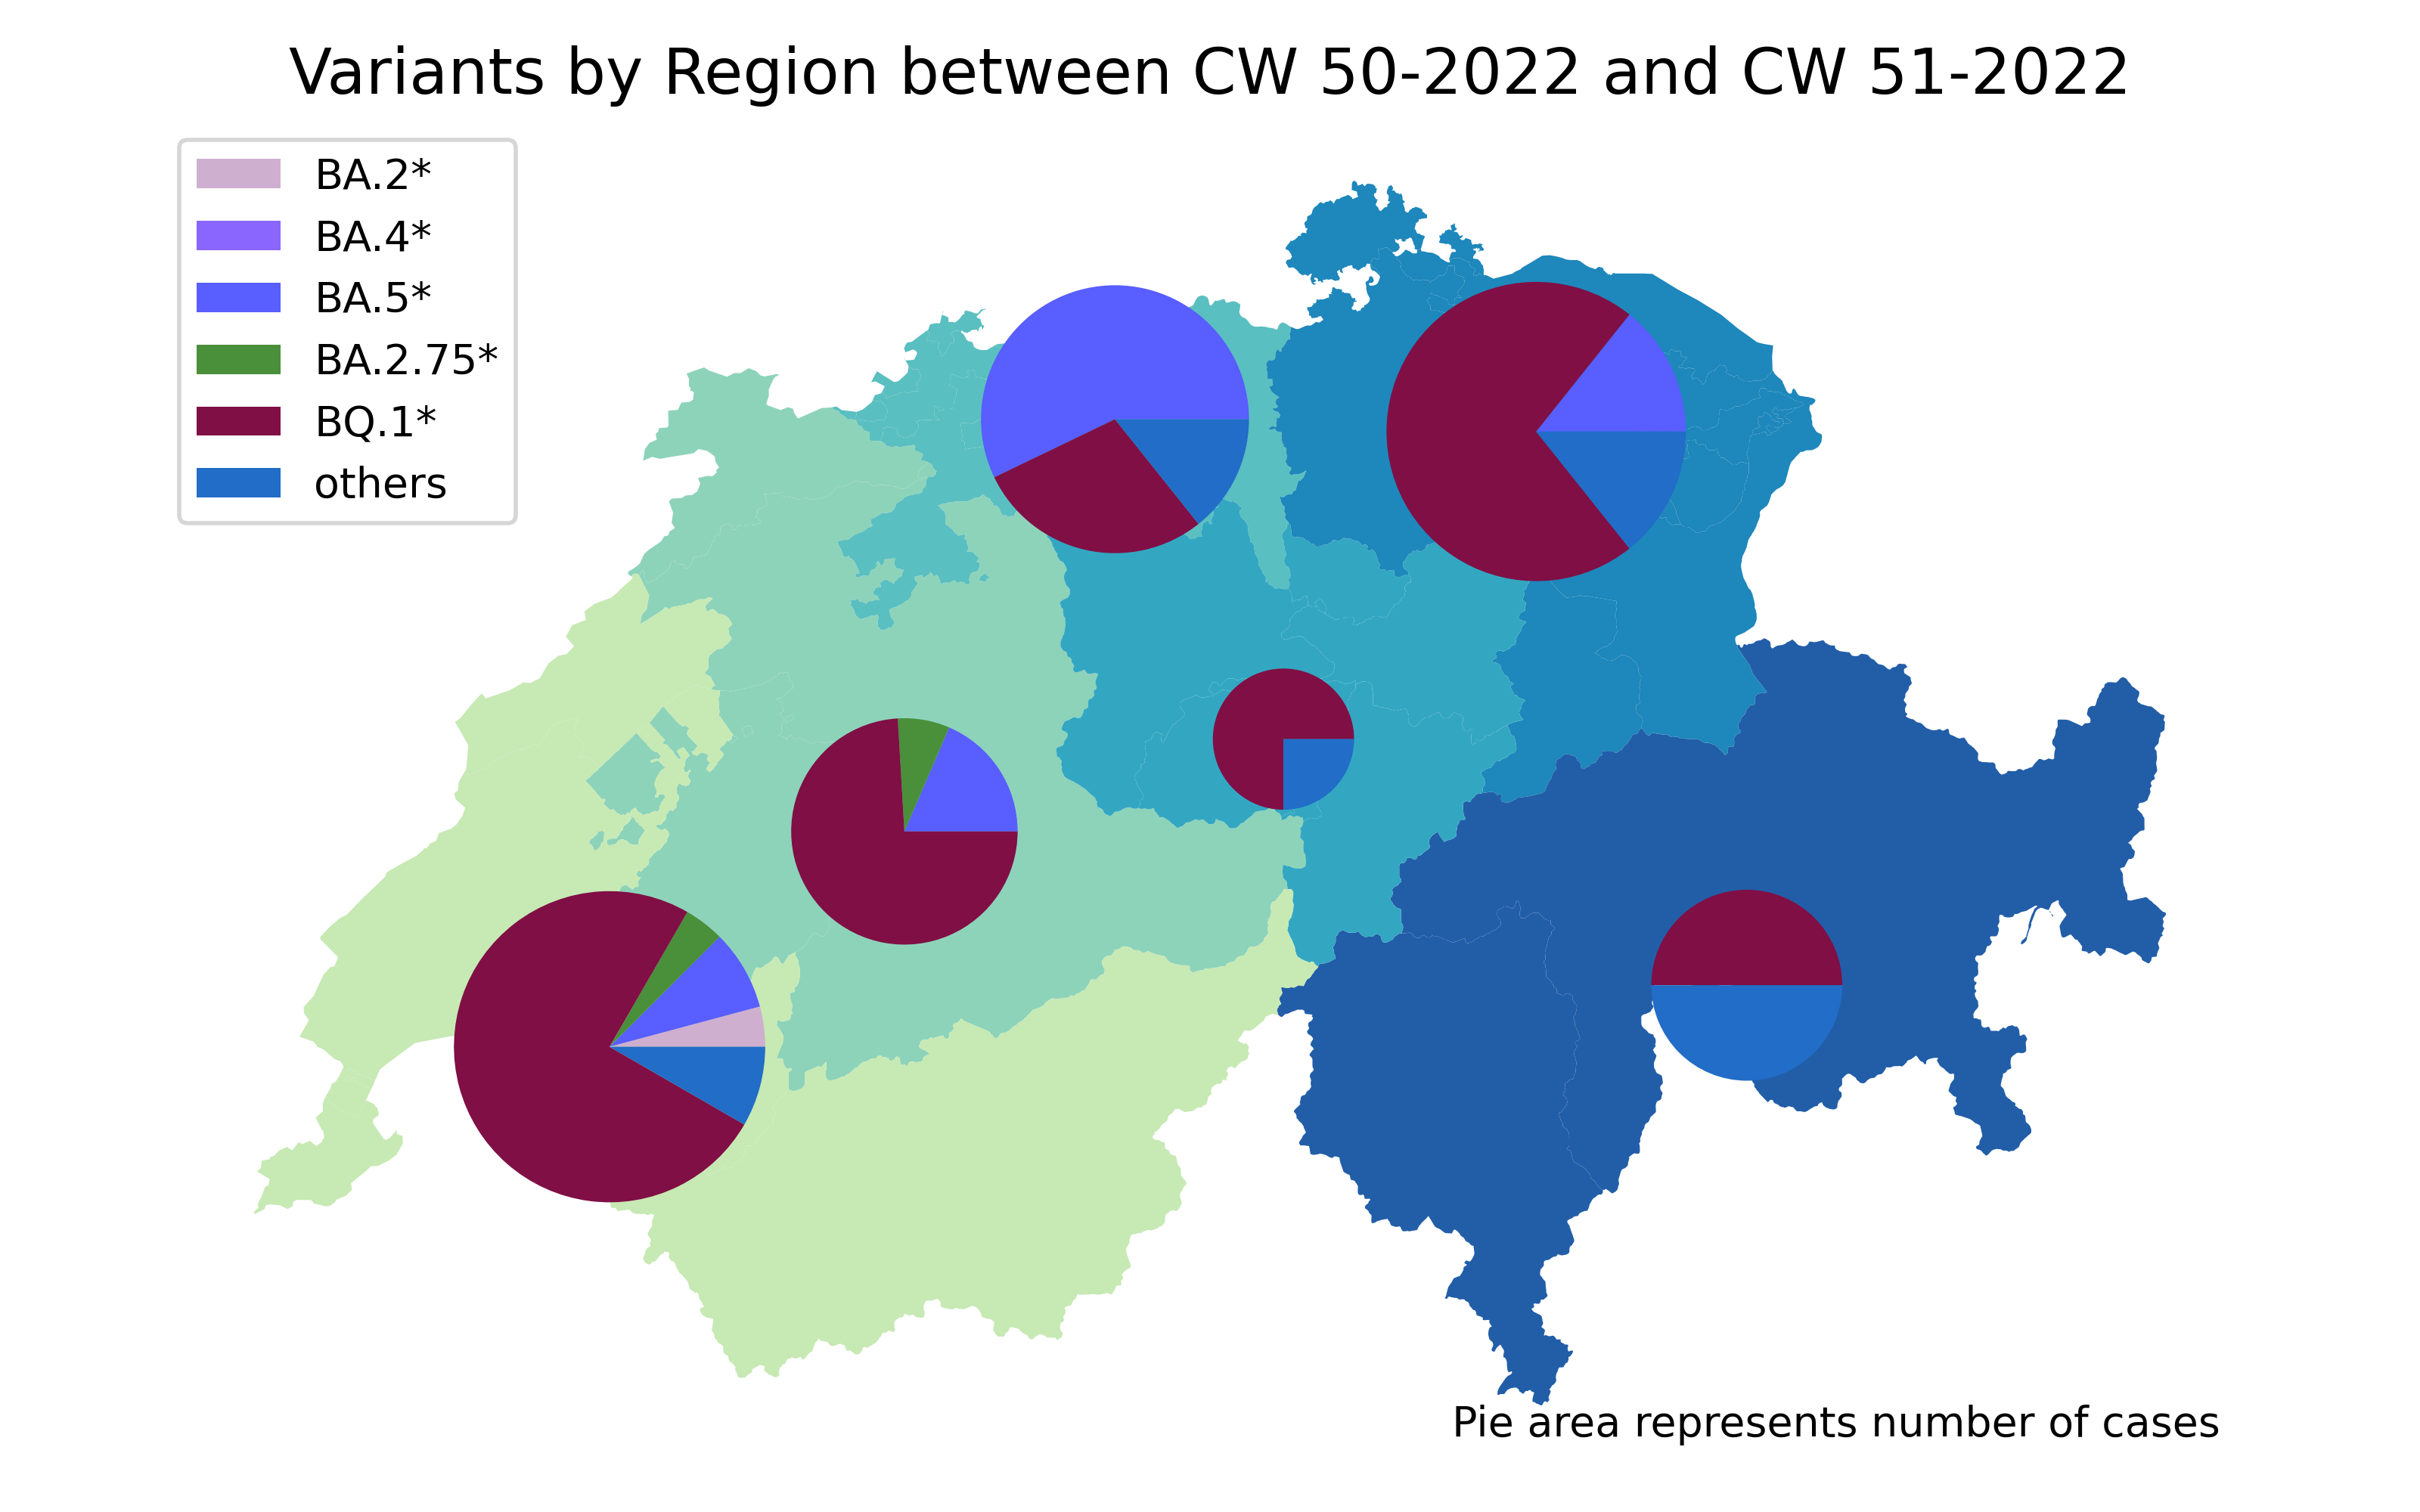 Variants by Region between CW 50-2022 and CW 51-2022
BA.2*
BA.4*
BA.5*
BA.2.75*
BQ.1*
others
Pie area represents number of cases